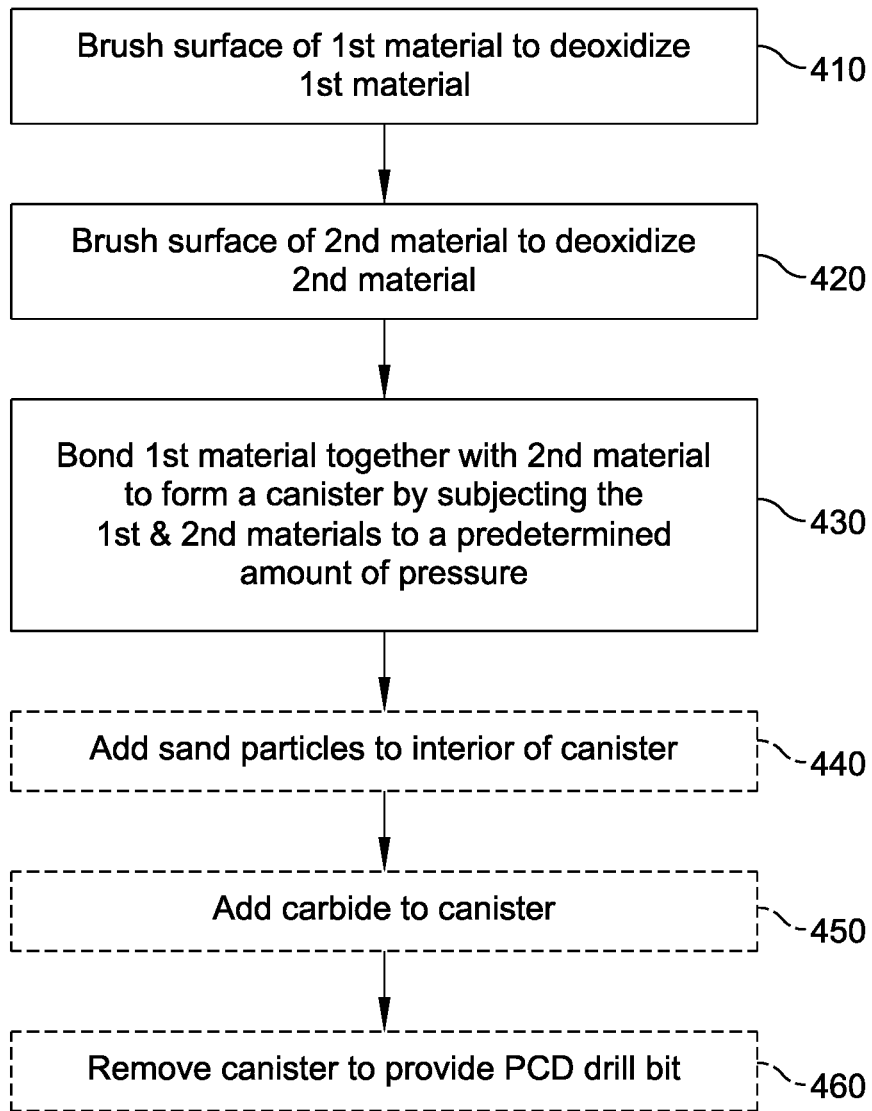 Brush surface of 1st material to deoxidize
1st material
410
Brush surface of 2nd material to deoxidize
2nd material
420
Bond 1st material together with 2nd material
to form a canister by subjecting the
1st & 2nd materials to a predetermined
amount of pressure
430
Add sand particles to interior of canister
440
Add carbide to canister
450
Remove canister to provide PCD drill bit
460